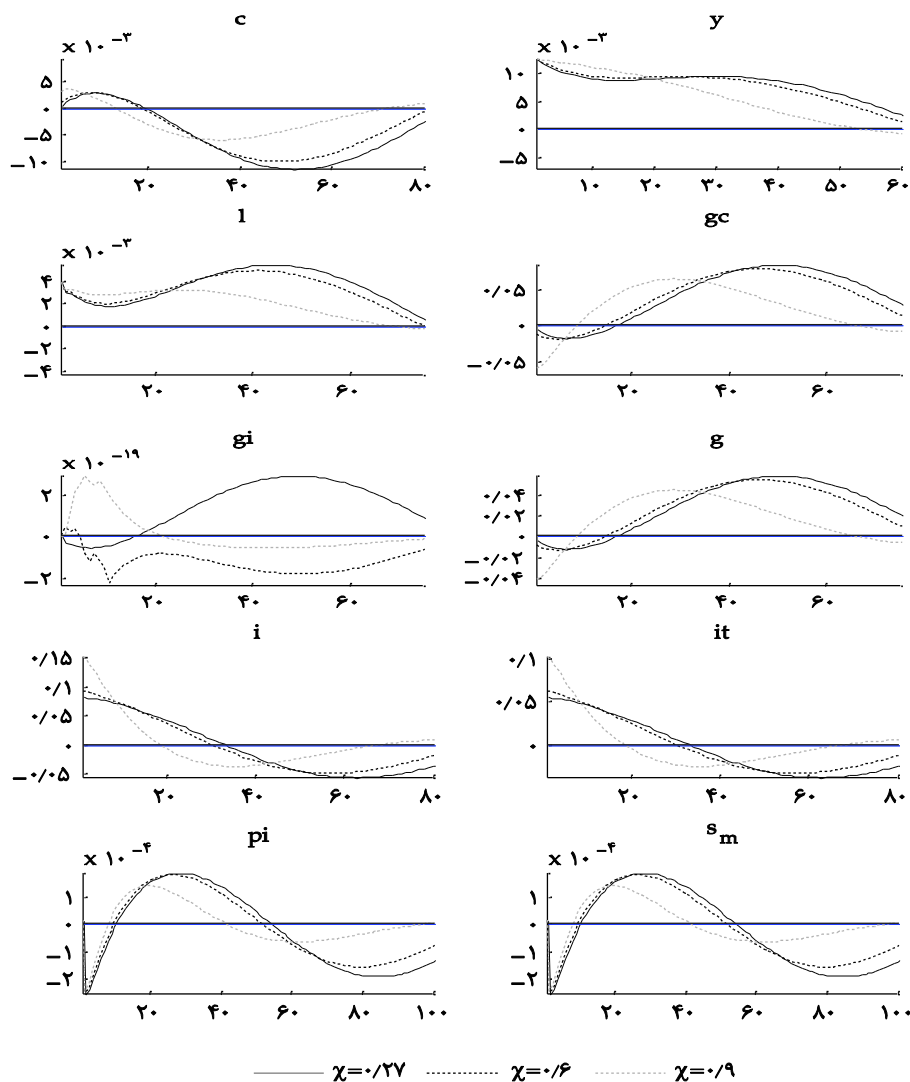 c
y
x ۱۰ −۳
x ۱۰ −۳
۵
۰
−۵
−۱۰
۲۰ ۴۰ ۶۰ ۸۰
۱۰
۵
۰
−۵
۱۰ ۲۰ ۳۰ ۴۰ ۵۰ ۶۰
l
gc
x ۱۰ −۳
۴
۲
۰
−۲
−۴
۲۰ ۴۰ ۶۰
۰/۰۵
۰
−۰/۰۵
۲۰ ۴۰ ۶۰
gi
g
x ۱۰ −۱۹
۲
۰
−۲
۲۰ ۴۰ ۶۰
۰/۰۴
۰/۰۲
۰
−۰/۰۲
−۰/۰۴
۲۰ ۴۰ ۶۰
i
it
۰/۱۵
۰/۱
۰/۰۵
۰
−۰/۰۵
۲۰ ۴۰ ۶۰ ۸۰
۰/۱
۰/۰۵
۰
۲۰ ۴۰ ۶۰ ۸۰
pi
s m
x ۱۰ −۴
x ۱۰ −۴
۱
۰
−۱
−۲
۲۰ ۴۰ ۶۰ ۸۰ ۱۰۰
۱
۰
−۱
−۲
۲۰ ۴۰ ۶۰ ۸۰ ۱۰۰
χ=۰/۲۷ χ=۰/۶ χ=۰/۹